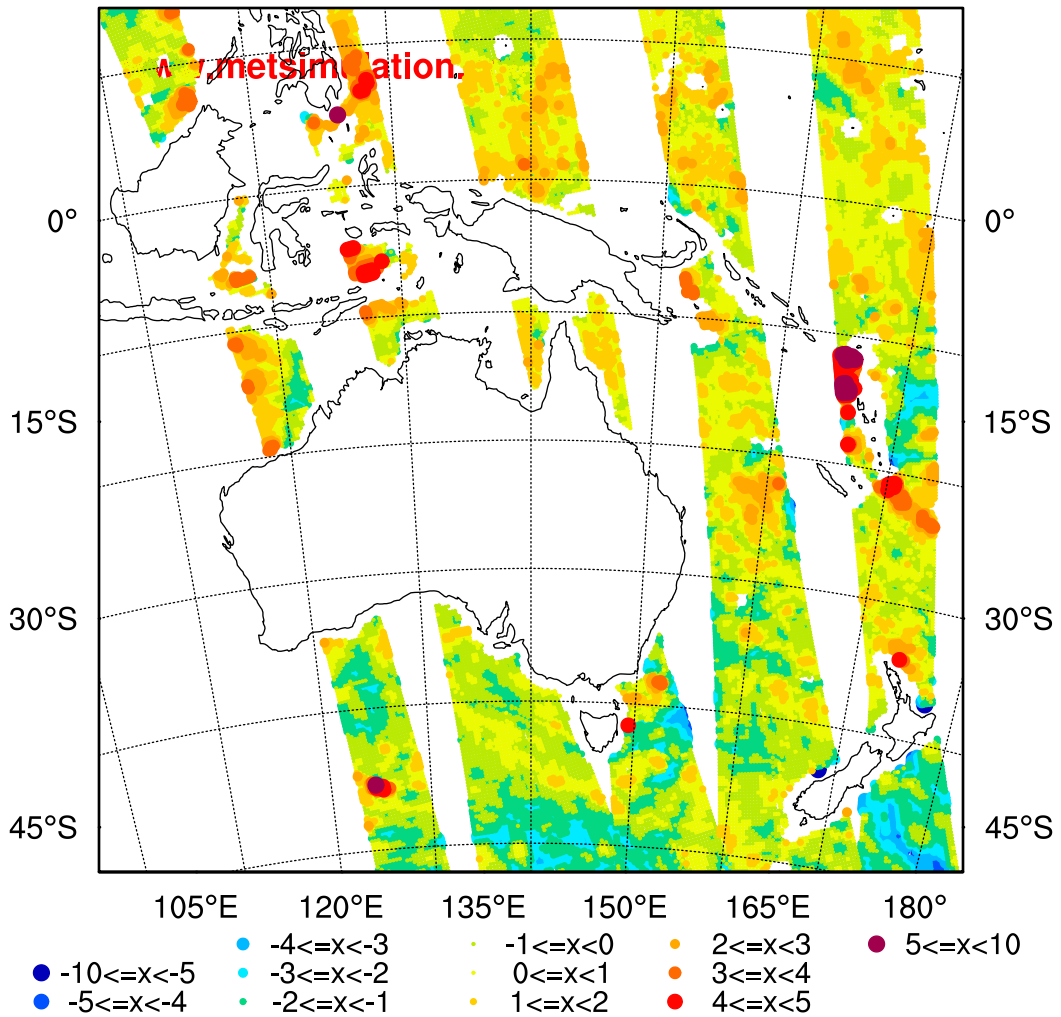 metsim ation.
0° 0°
15°S 15°S
30°S 30°S
45°S 45°S
105°E 120°E 135°E 150°E 165°E 180°
-4<=x<-3 -1<=x<0 2<=x<3 5<=x<10
-10<=x<-5 -3<=x<-2 0<=x<1 3<=x<4
-5<=x<-4 -2<=x<-1 1<=x<2 4<=x<5